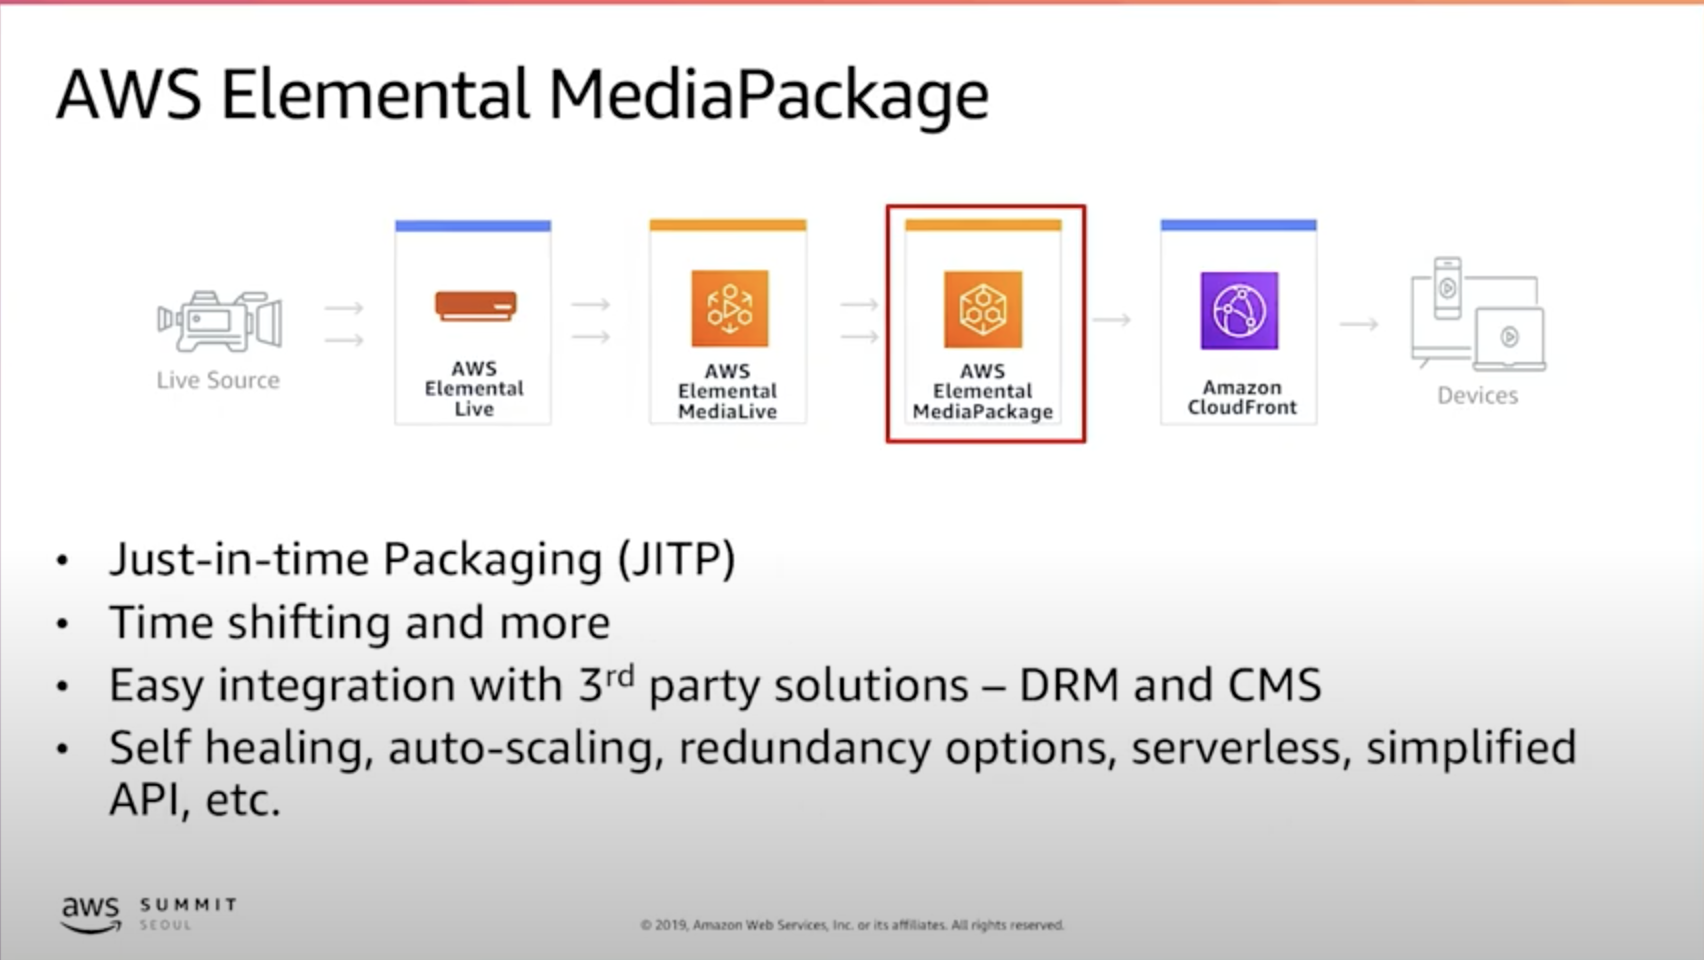 AWS Elemental MediaPackage
Live Source
AWS
Elemental
Live
AWS
Elemental
MediaLive
AWS
Elemental
MediaPackage
Amazon
CloudFront
Devices
• Just-in-time Packaging (JITP)
• Time shifting and more
• Easy integration with 3rd party solutions – DRM and CMS
• Self healing, auto-scaling, redundancy options, serverless, simplified
API, etc.
aws
SUMMIT
SEOUL
© 2019, Amazon Web Services, Inc. or its affiliates. All rights reserved.